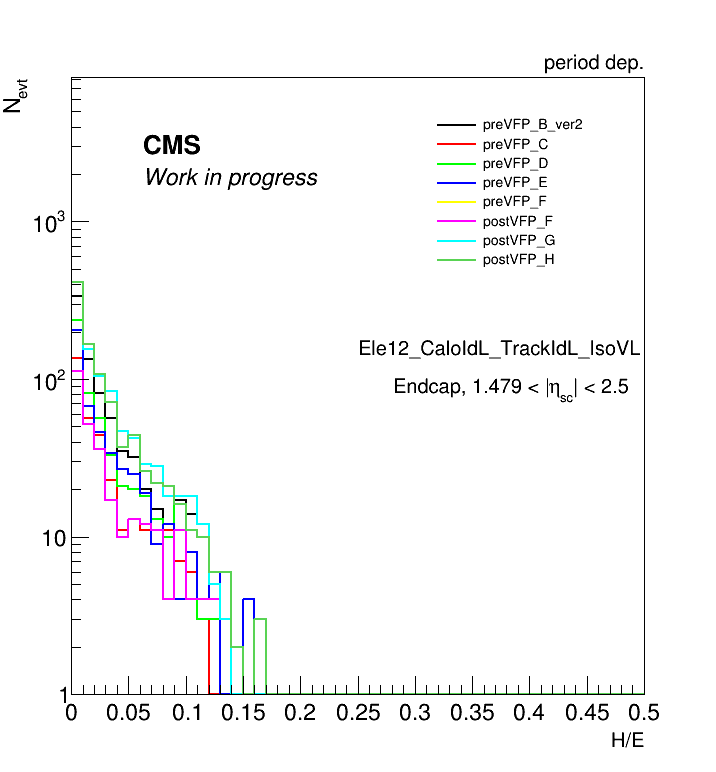 period dep.
N_evt
CMS
Work in progress
preVFP_B_ver2
preVFP_C
preVFP_D
preVFP_E
preVFP_F
postVFP_F
postVFP_G
postVFP_H
Ele12_CaloIdL_TrackIdL_IsoVL
Endcap, 1.479 < |η_sc| < 2.5
10³
10²
10
1
0 0.05 0.1 0.15 0.2 0.25 0.3 0.35 0.4 0.45 0.5
H/E